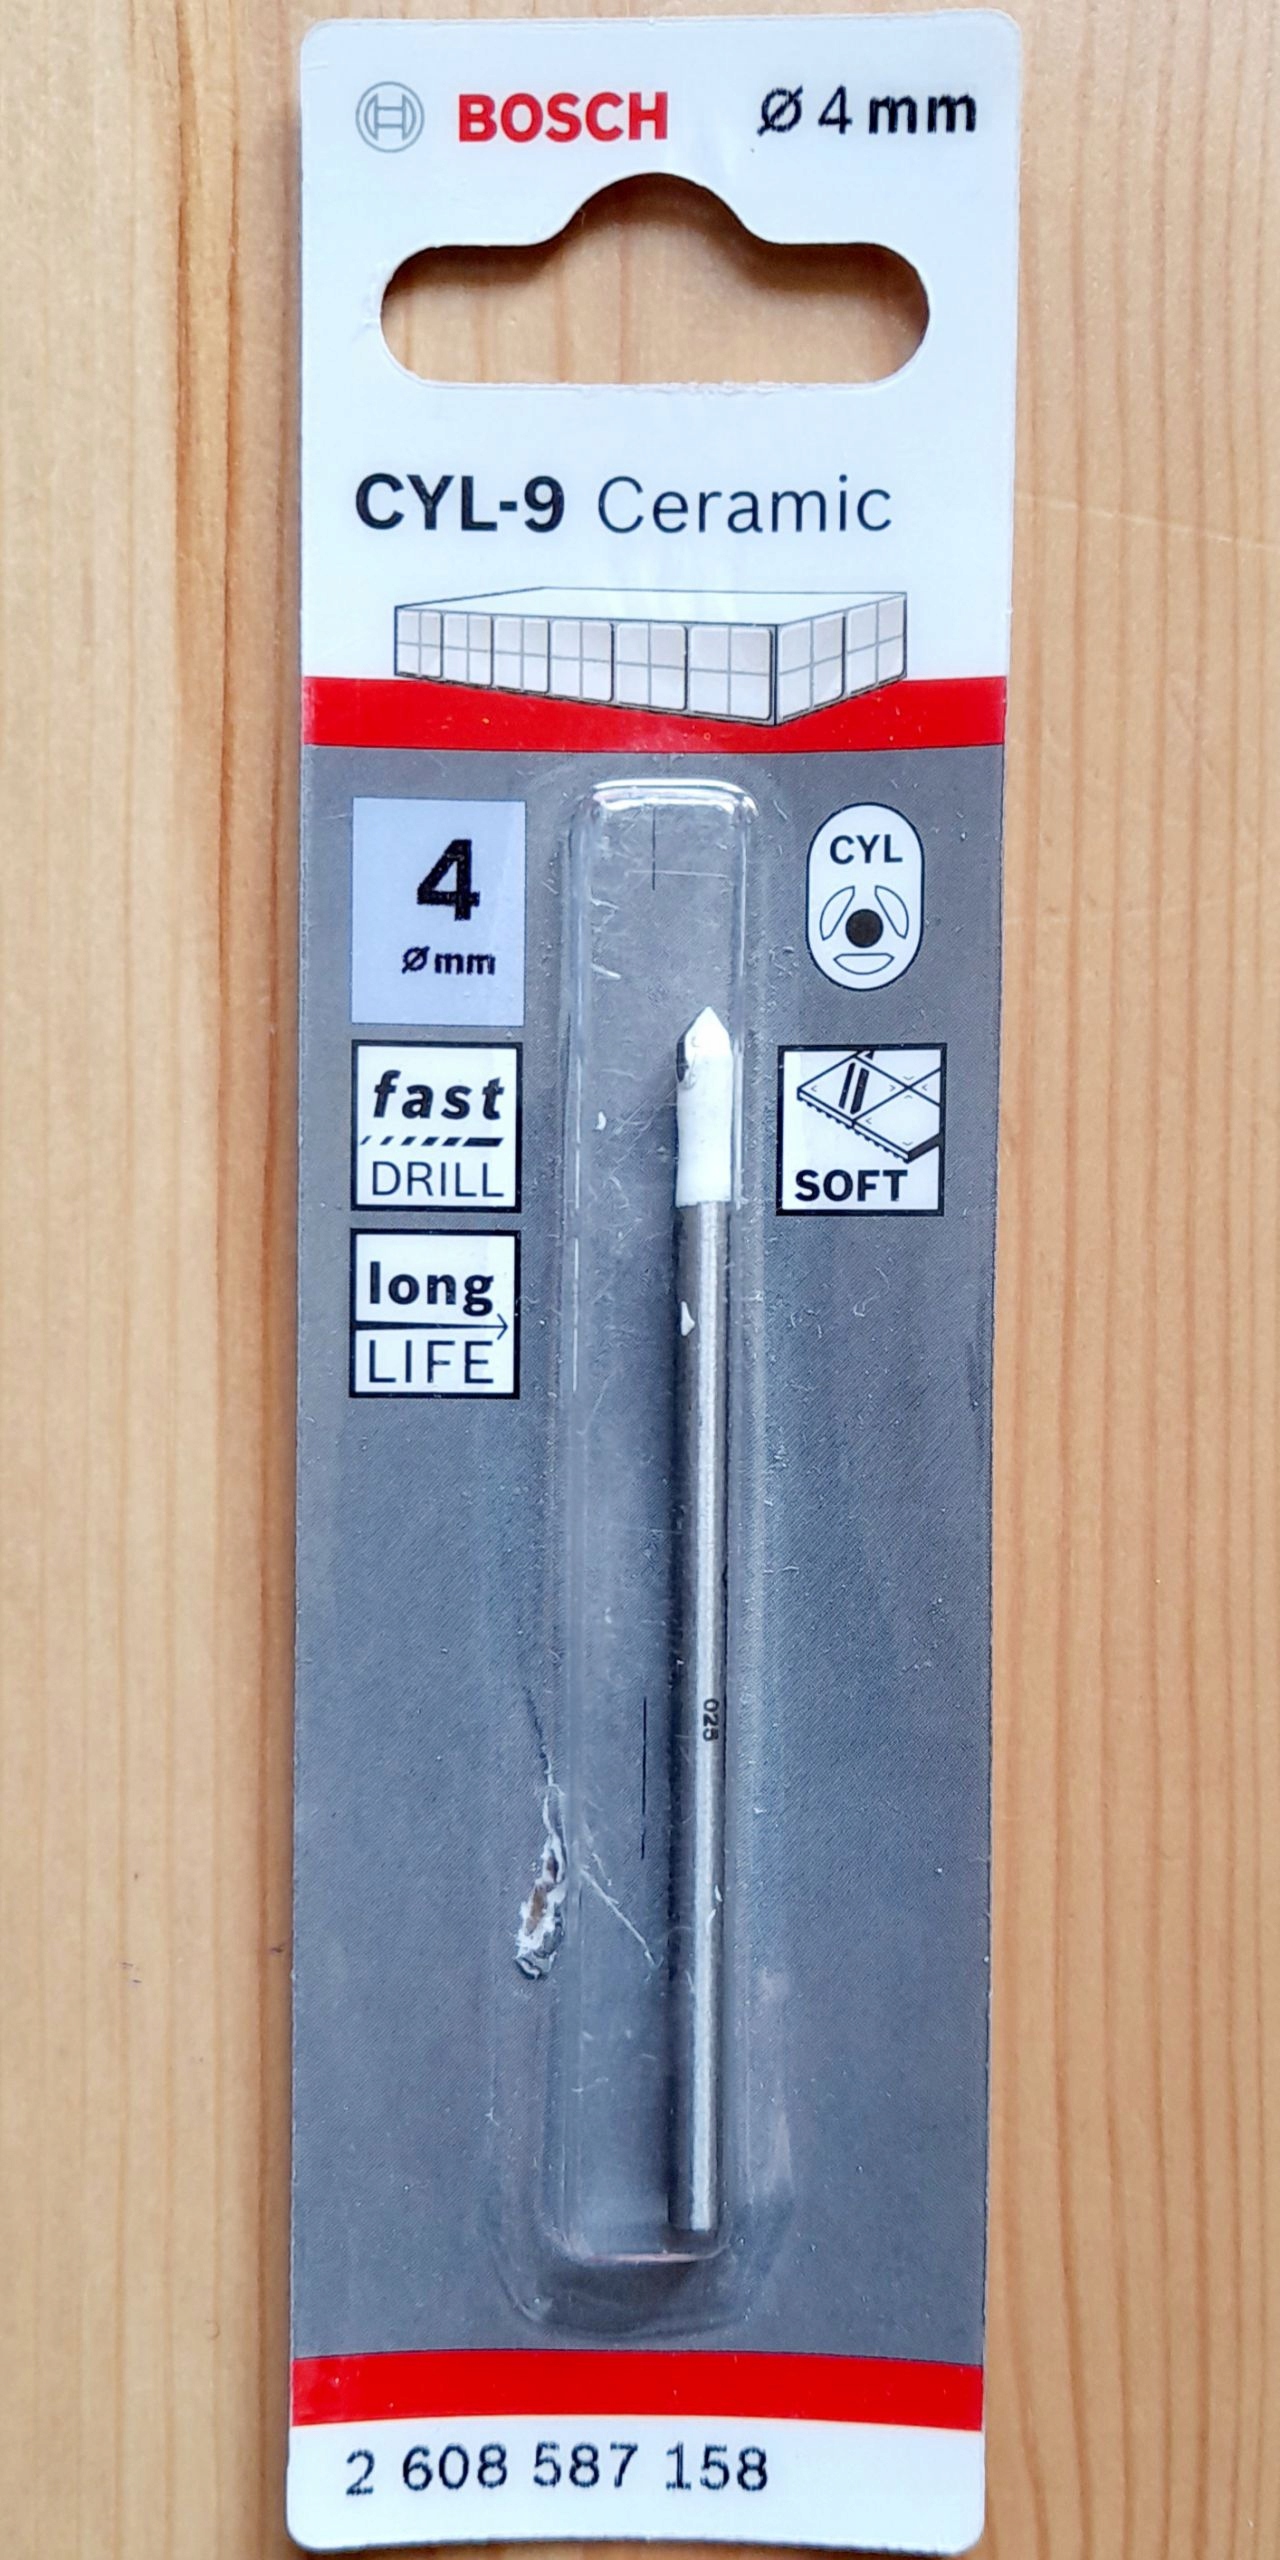 BOSCH Ø 4 mm
CYL-9 Ceramic
4
Ø mm
CYL
fast
DRILL
SOFT
long
LIFE
028
2 608 587 158